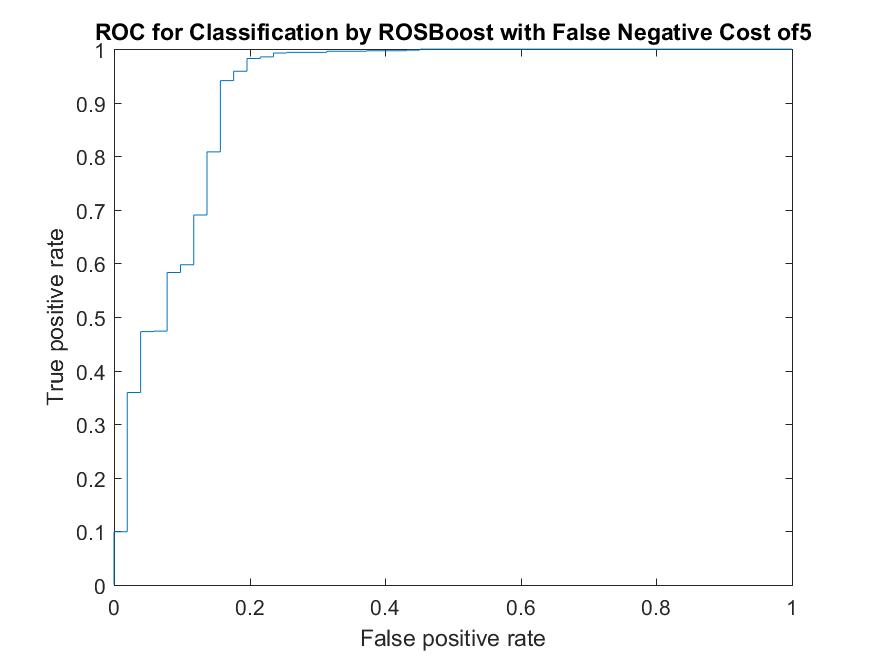 ROC for Classification by ROSBoost with False Negative Cost of5
1
0.9
0.8
0.7
0.6
0.5
0.4
0.3
0.2
0.1
0
True positive rate
0 0.2 0.4 0.6 0.8 1
False positive rate